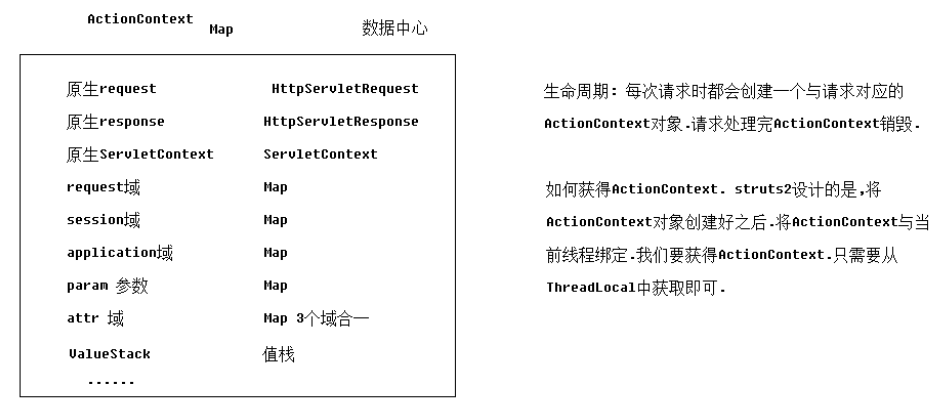 ActionContext
Map
数据中心
原生request HttpServletRequest
原生response HttpServletResponse
原生ServletContext ServletContext
request域 Map
session域 Map
application域 Map
param 参数 Map
attr 域 Map 3个域合一
ValueStack 值栈
......
生命周期: 每次请求时都会创建一个与请求对应的
ActionContext对象.请求处理完ActionContext销毁.
如何获得ActionContext. struts2设计的是,将
ActionContext对象创建好之后.将ActionContext与当
前线程绑定.我们要获得ActionContext.只需要从
ThreadLocal中获取即可.